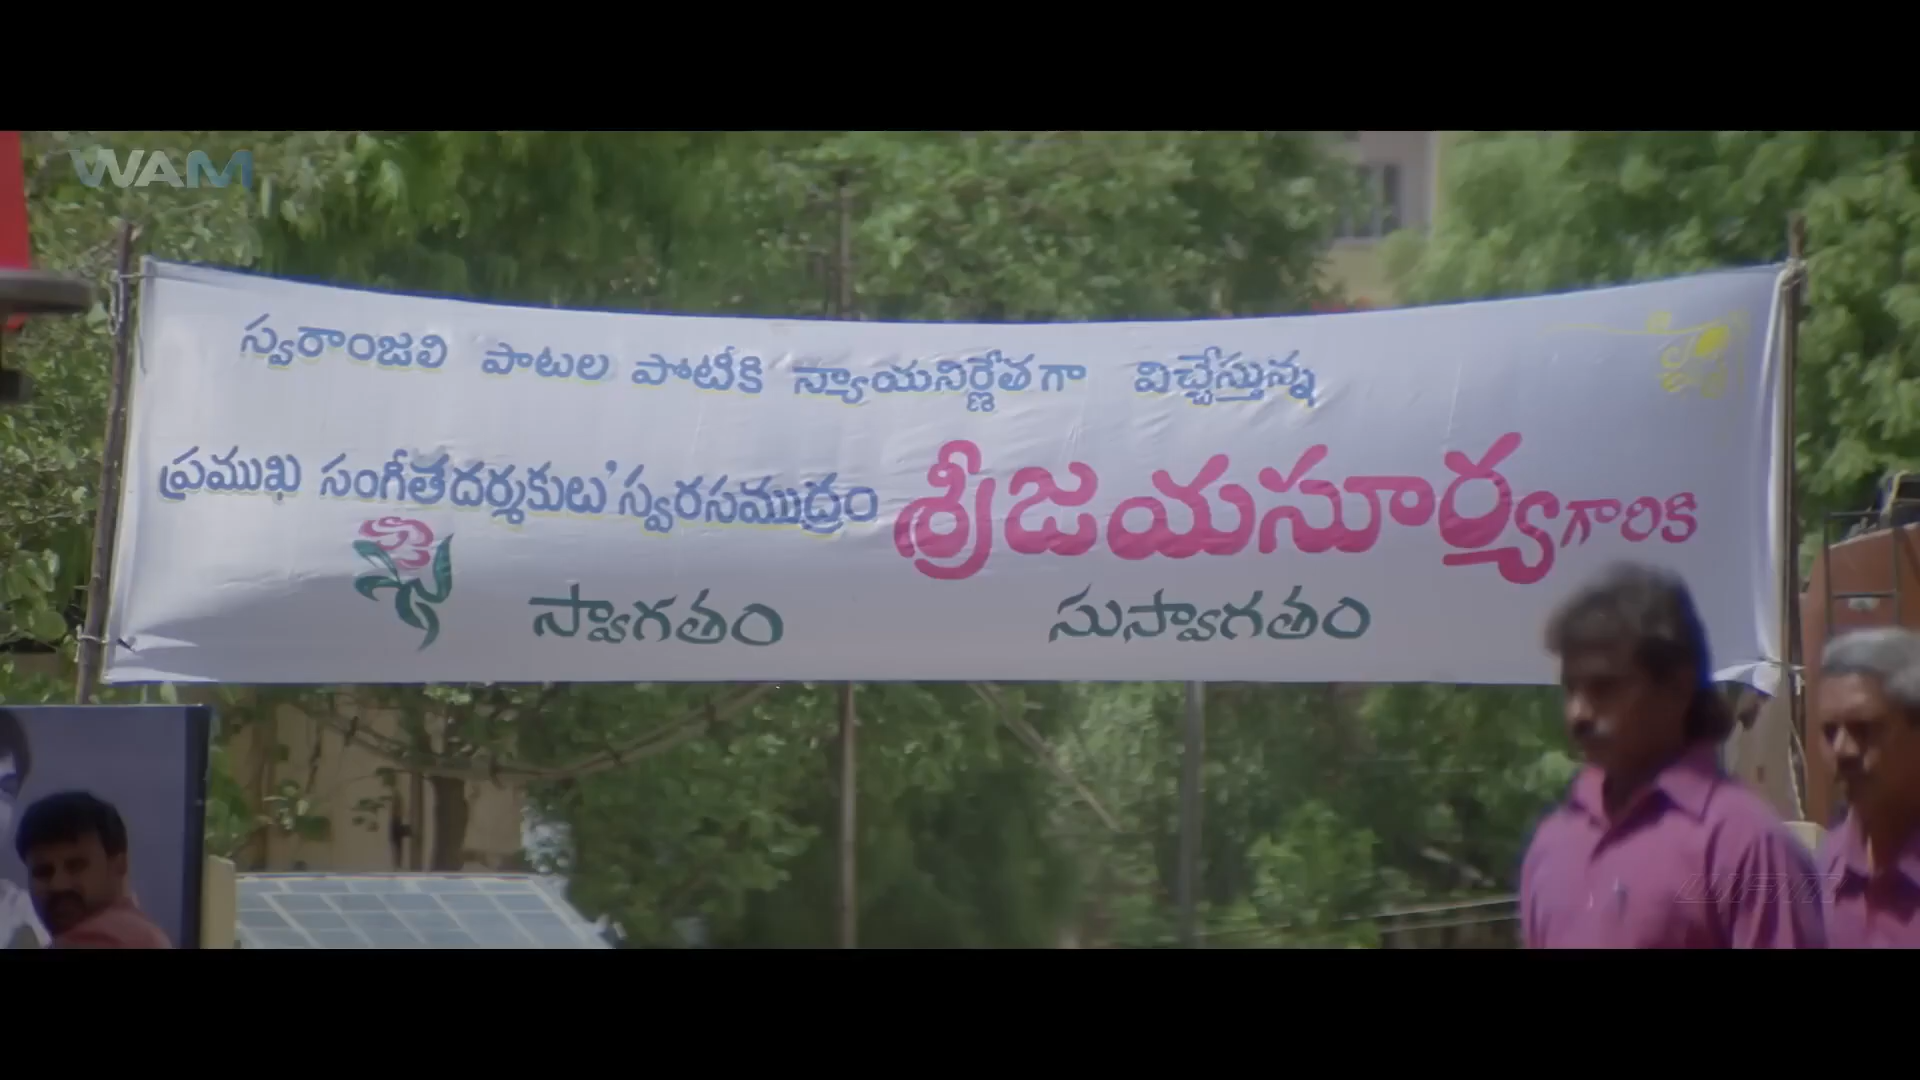 WAM
స్వరాంజలి పాటల పోటీకి న్యాయనిర్ణేతగా విచ్చేస్తున్న
ప్రముఖ సంగీతదర్శకులు 'స్వరసముద్రం శ్రీజయసూర్య గారికి
స్వాగతం సుస్వాగతం